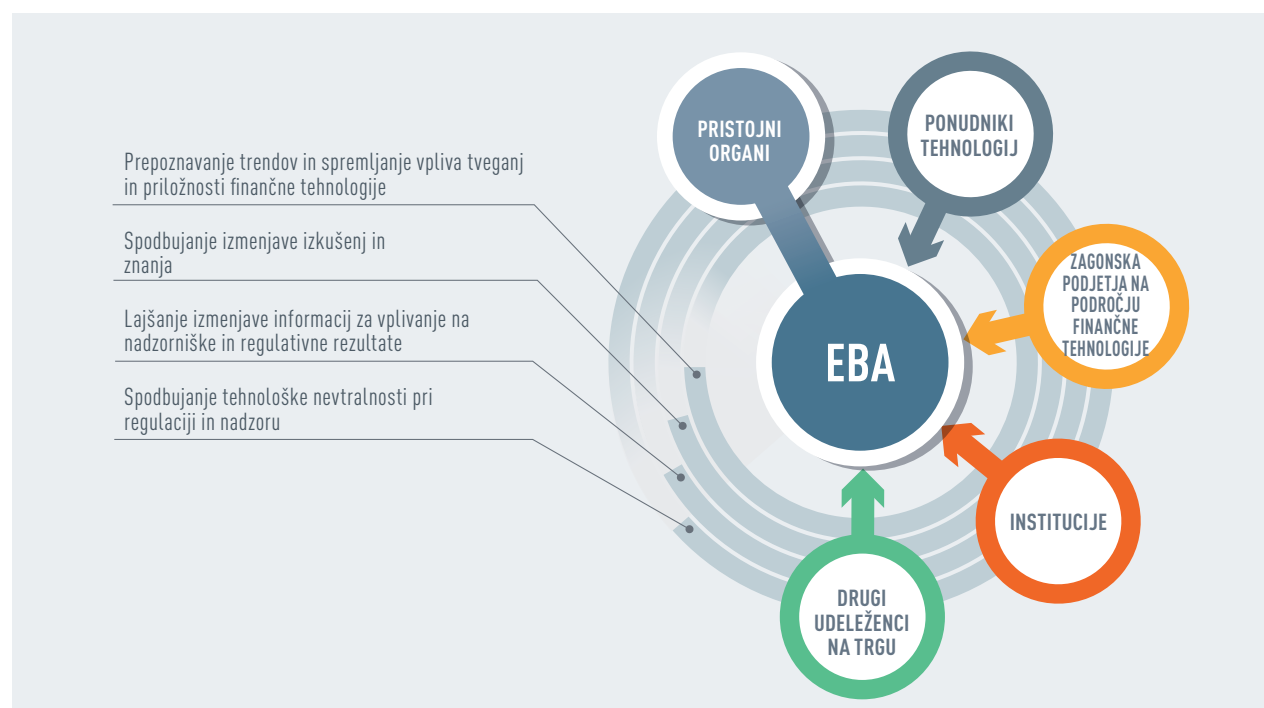 Prepoznavanje trendov in spremljanje vpliva tveganj
in priložnosti finančne tehnologije
Spodbujanje izmenjave izkušenj in
znanja
Lajšanje izmenjave informacij za vplivanje na
nadzorniške in regulativne rezultate
Spodbujanje tehnološke nevtralnosti pri
regulaciji in nadzoru
PRISTOJNI
ORGANI
PONUDNIKI
TEHNOLOGIJ
ZAGONSKA
PODJETJA NA
PODROČJU
FINANČNE
TEHNOLOGIJE
EBA
INSTITUCIJE
DRUGI
UDELEŽENCI
NA TRGU